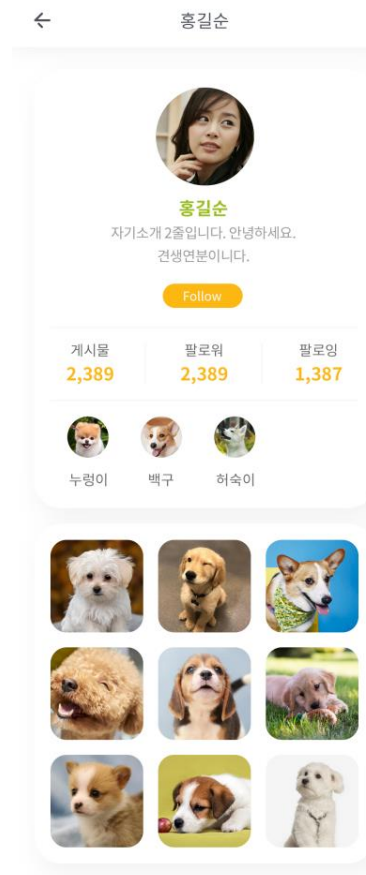 홍길순
홍길순
자기소개 2줄입니다. 안녕하세요.
견생연분이니다.
Follow
게시물 팔로워 팔로잉
2,389 2,389 1,387
누렁이 백구 허숙이